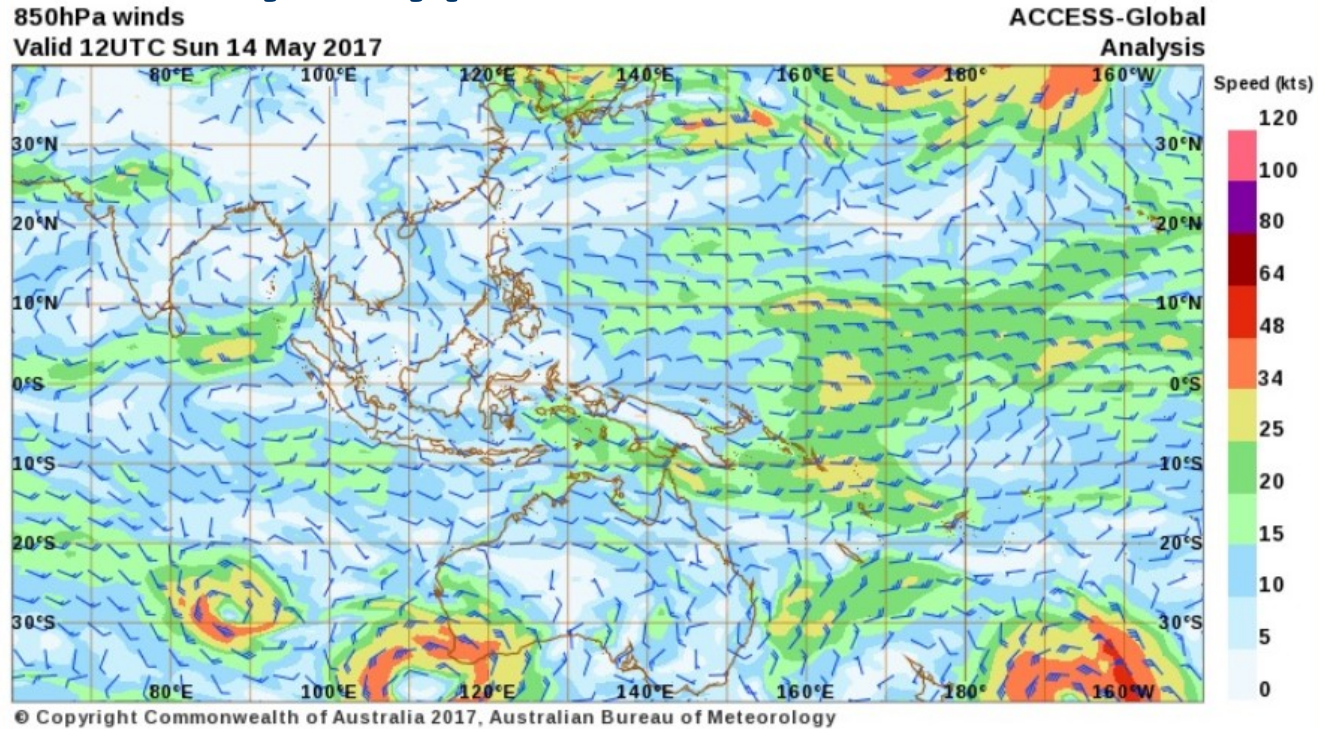 850hPa winds
ACCESS-Global
Valid 12UTC Sun 14 May 2017
Analysis
80°E 100°E 120°E 140°E 160°E 180° 160°W
Speed (kts)
120
100
80
64
48
34
25
20
15
10
5
0
30°N 30°N
20°N 20°N
10°N 10°N
0°S 0°S
10°S 10°S
20°S 20°S
30°S 30°S
80°E 100°E 120°E 140°E 160°E 180° 160°W
© Copyright Commonwealth of Australia 2017, Australian Bureau of Meteorology